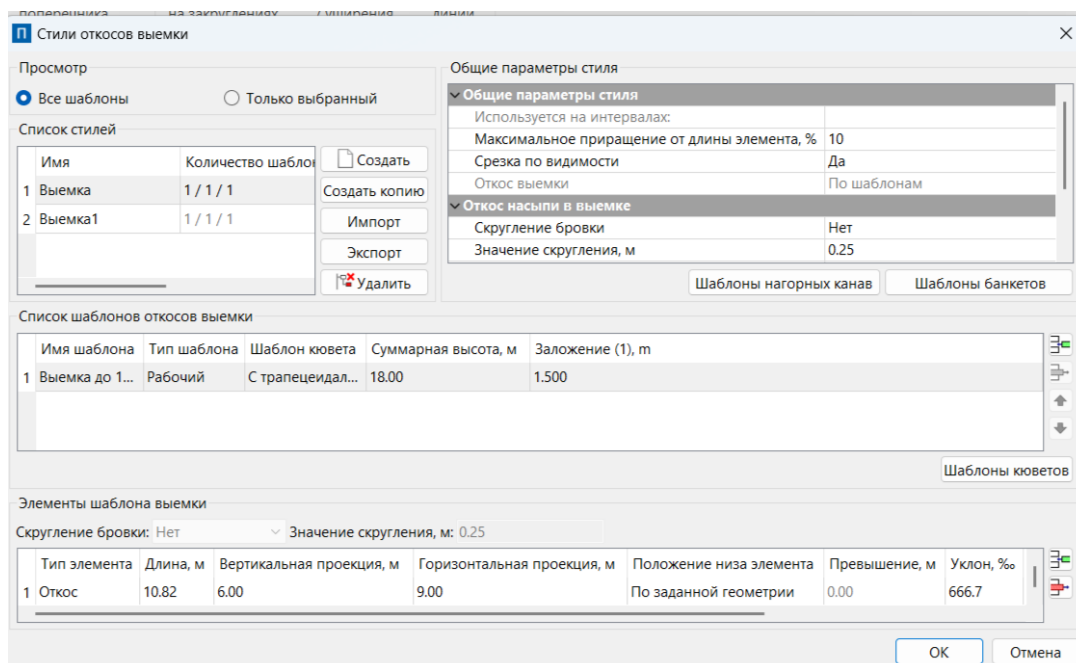 поперечника на закруглениях / уширения линии
Стили откосов выемки
Просмотр
Все шаблоны Только выбранный
Список стилей
Имя Количество шаблон
1 Выемка 1 / 1 / 1
2 Выемка1 1 / 1 / 1
Создать
Создать копию
Импорт
Экспорт
Удалить
Общие параметры стиля
Общие параметры стиля
Используется на интервалах:
Максимальное приращение от длины элемента, % 10
Срезка по видимости Да
Откос выемки По шаблонам
Откос насыпи в выемке
Скругление бровки Нет
Значение скругления, м 0.25
Шаблоны нагорных канав Шаблоны банкетов
Список шаблонов откосов выемки
Имя шаблона Тип шаблона Шаблон кювета Суммарная высота, м Заложение (1), m
1 Выемка до 1... Рабочий С трапецеидал... 18.00 1.500
Шаблоны кюветов
Элементы шаблона выемки
Скругление бровки: Нет Значение скругления, м: 0.25
Тип элемента Длина, м Вертикальная проекция, м Горизонтальная проекция, м Положение низа элемента Превышение, м Уклон, ‰
1 Откос 10.82 6.00 9.00 По заданной геометрии 0.00 666.7
ОК Отмена